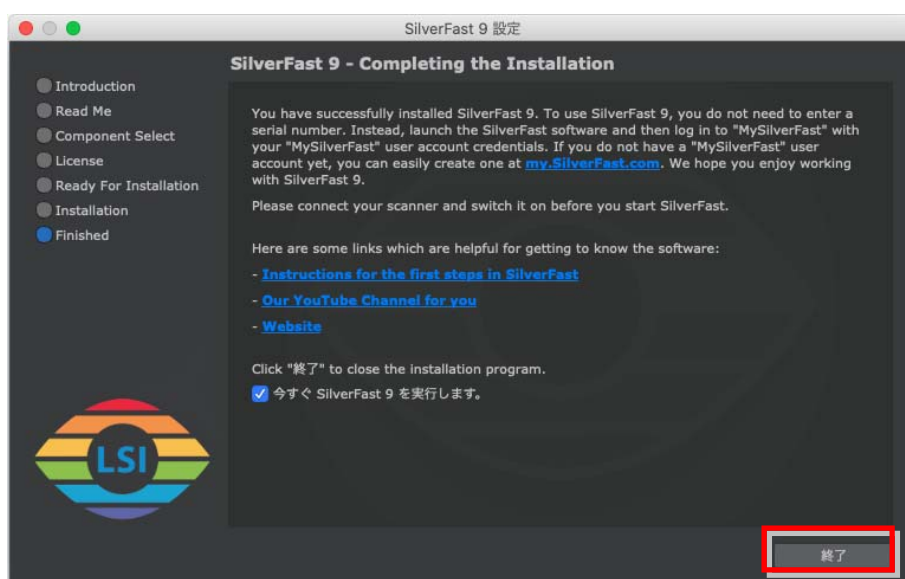 SilverFast 9 設定
SilverFast 9 - Completing the Installation
Introduction
Read Me
Component Select
License
Ready For Installation
Installation
Finished
You have successfully installed SilverFast 9. To use SilverFast 9, you do not need to enter a
serial number. Instead, launch the SilverFast software and then log in to "MySilverFast" with
your "MySilverFast" user account credentials. If you do not have a "MySilverFast" user
account yet, you can easily create one at my.SilverFast.com. We hope you enjoy working
with SilverFast 9.
Please connect your scanner and switch it on before you start SilverFast.
Here are some links which are helpful for getting to know the software:
- Instructions for the first steps in SilverFast
- Our YouTube Channel for you
- Website
Click "終了" to close the installation program.
今すぐ SilverFast 9 を実行します。
LSI
終了